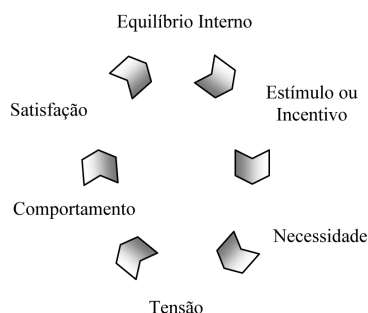 Equilíbrio Interno
Estímulo ou
Incentivo
Necessidade
Tensão
Comportamento
Satisfação